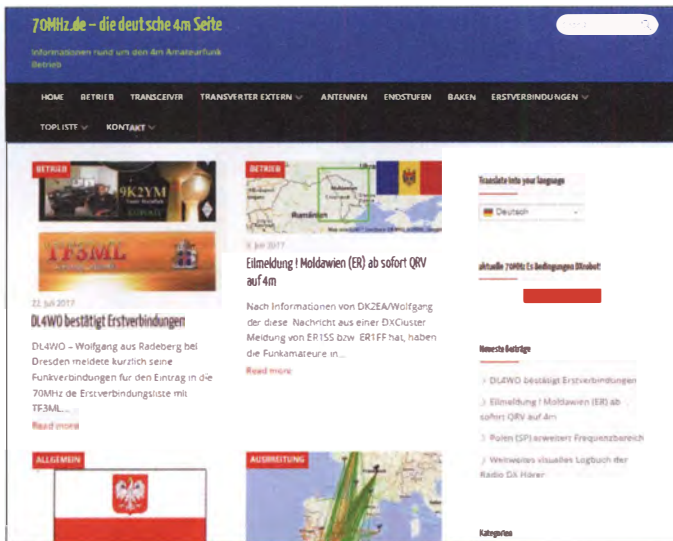 70MHz.de – die deutsche 4m Seite
Informationen rund um den 4m Amateurfunk
Betrieb
HOME BETRIEB TRANSCEIVER TRANSVERTER EXTERN ANTENNEN ENDSTUFEN BAKEN ERSTVERBINDUNGEN
TOPLISTE KONTAKT
BETRIEB
9K2YM
KUWAIT
TF3ML
22. Juli 2017
DL4WO bestätigt Erstverbindungen
DL4WO – Wolfgang aus Radeberg bei
Dresden meldete kürzlich seine
Funkverbindungen für den Eintrag in die
70MHz.de Erstverbindungsliste mit
TF3ML...
Read more
BETRIEB
Rumänien
Juli 2017
Eilmeldung ! Moldawien (ER) ab sofort QRV
auf 4m
Nach Informationen von DK2EA/Wolfgang
der diese Nachricht aus einer DXCluster
Meldung von ER1SS bzw. ER1FF hat, haben
die Funkamateure in...
Read more
Translate into your language
Deutsch
aktuelle 70MHz Es Bedingungen DXrobot!
Neueste Beiträge
DL4WO bestätigt Erstverbindungen
Eilmeldung ! Moldawien (ER) ab
sofort QRV auf 4m
Polen (SP) erweitert Frequenzbereich
Weltweites visuelles Logbuch der
Radio DX Hörer
Kategorien
ALLGEMEIN
AUSBREITUNG